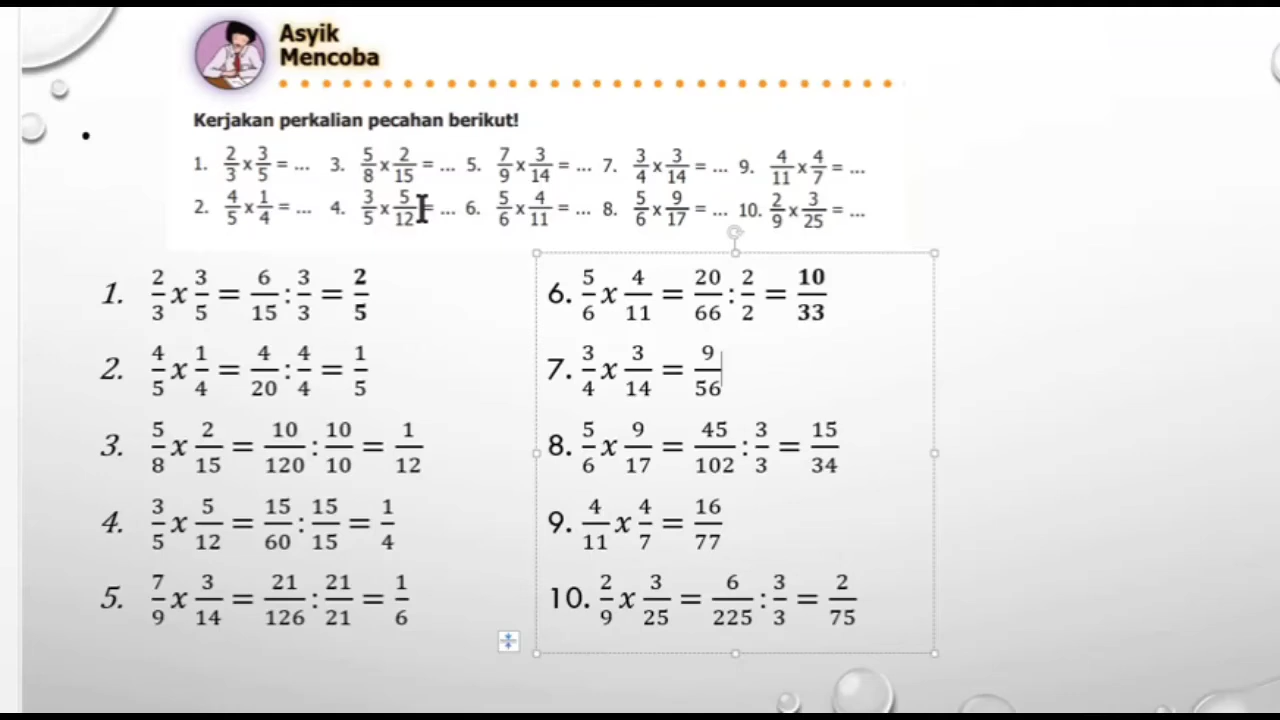 Asyik
Mencoba
Kerjakan perkalian pecahan berikut!
1. 2/3 x 3/5 = ... 3. 5/8 x 2/15 = ... 5. 7/9 x 3/14 = ... 7. 3/4 x 3/14 = ... 9. 4/11 x 4/7 = ...
2. 4/5 x 1/4 = ... 4. 3/5 x 5/12 = ... 6. 5/6 x 4/11 = ... 8. 5/6 x 9/17 = ... 10. 2/9 x 3/25 = ...
1. 2/3 x 3/5 = 6/15 : 3/3 = 2/5
2. 4/5 x 1/4 = 4/20 : 4/4 = 1/5
3. 5/8 x 2/15 = 10/120 : 10/10 = 1/12
4. 3/5 x 5/12 = 15/60 : 15/15 = 1/4
5. 7/9 x 3/14 = 21/126 : 21/21 = 1/6
6. 5/6 x 4/11 = 20/66 : 2/2 = 10/33
7. 3/4 x 3/14 = 9/56
8. 5/6 x 9/17 = 45/102 : 3/3 = 15/34
9. 4/11 x 4/7 = 16/77
10. 2/9 x 3/25 = 6/225 : 3/3 = 2/75